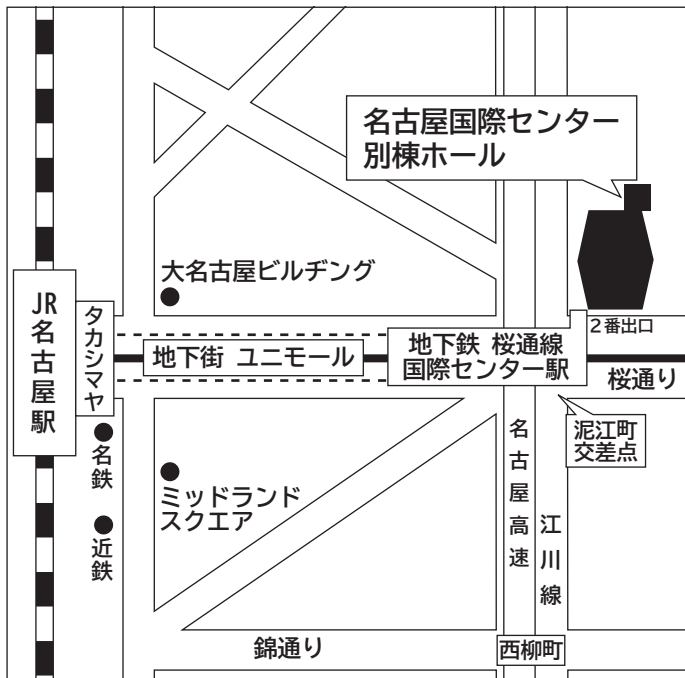 名古屋国際センター
別棟ホール
大名古屋ビルヂング
JR名古屋駅
タカシマヤ
地下街 ユニモール
地下鉄 桜通線
国際センター駅
2番出口
桜通り
泥江町
交差点
名鉄
近鉄
ミッドランド
スクエア
名古屋高速
江川線
錦通り
西柳町